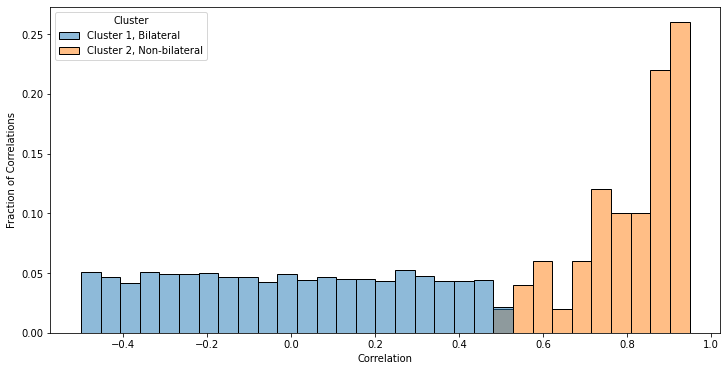 Cluster
Cluster 1, Bilateral
Cluster 2, Non-bilateral
Fraction of Correlations
0.25
0.20
0.15
0.10
0.05
0.00
−0.4 −0.2 0.0 0.2 0.4 0.6 0.8 1.0
Correlation